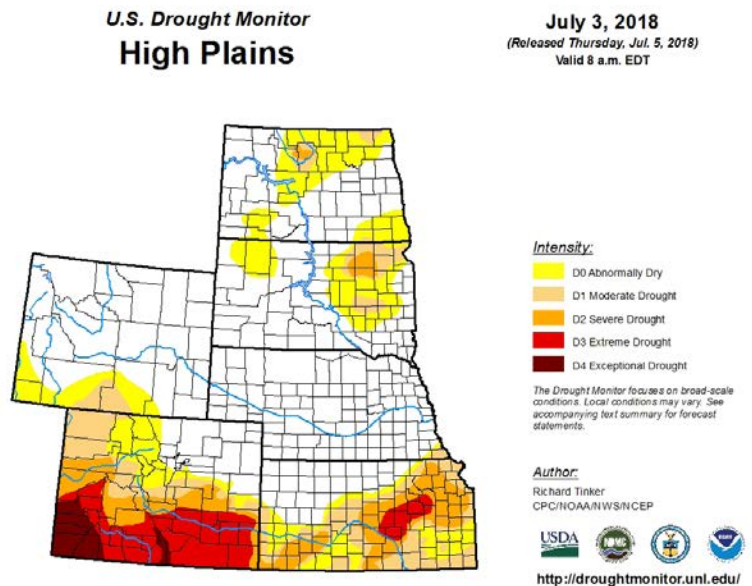 U.S. Drought Monitor
High Plains
July 3, 2018
(Released Thursday, Jul. 5, 2018)
Valid 8 a.m. EDT
Intensity:
D0 Abnormally Dry
D1 Moderate Drought
D2 Severe Drought
D3 Extreme Drought
D4 Exceptional Drought
The Drought Monitor focuses on broad-scale
conditions. Local conditions may vary. See
accompanying text summary for forecast
statements.
Author:
Richard Tinker
CPC/NOAA/NWS/NCEP
USDA
NDMC
http://droughtmonitor.unl.edu/